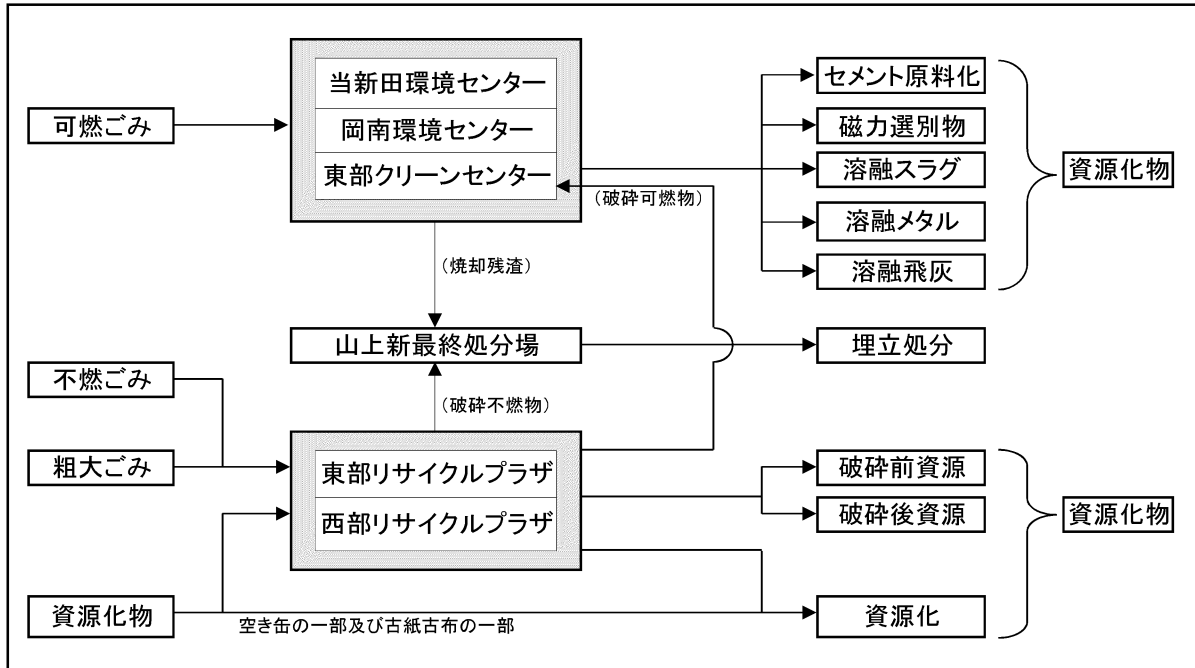 可燃ごみ
当新田環境センター
岡南環境センター
東部クリーンセンター
セメント原料化
磁力選別物
溶融スラグ
溶融メタル
溶融飛灰
資源化物
（破砕可燃物）
（焼却残渣）
山上新最終処分場
埋立処分
（破砕不燃物）
不燃ごみ
粗大ごみ
東部リサイクルプラザ
西部リサイクルプラザ
破砕前資源
破砕後資源
資源化物
資源化物
空き缶の一部及び古紙古布の一部
資源化